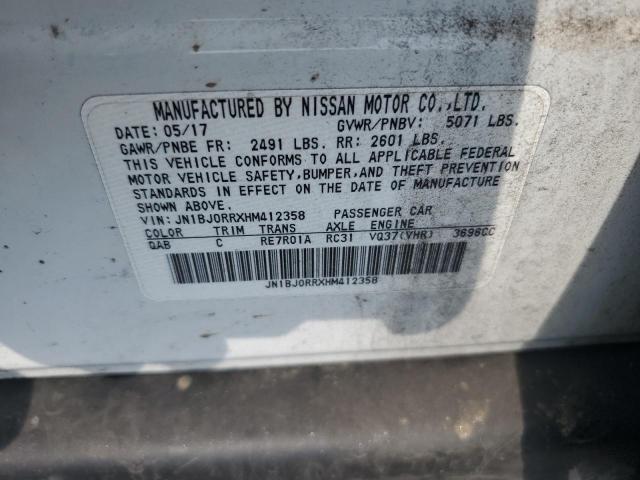 MANUFACTURED BY NISSAN MOTOR CO.,LTD.
DATE: 05/17 GVWR/PNBV: 5071 LBS.
GAWR/PNBE FR: 2491 LBS. RR: 2601 LBS.
THIS VEHICLE CONFORMS TO ALL APPLICABLE FEDERAL
MOTOR VEHICLE SAFETY,BUMPER,AND THEFT PREVENTION
STANDARDS IN EFFECT ON THE DATE OF MANUFACTURE
SHOWN ABOVE.
VIN: JN1BJ0RRXHM412358 PASSENGER CAR
COLOR TRIM TRANS AXLE ENGINE
QAB C RE7R01A RC31 VQ37(VHR) 3696CC
JN1BJ0RRXHM412358